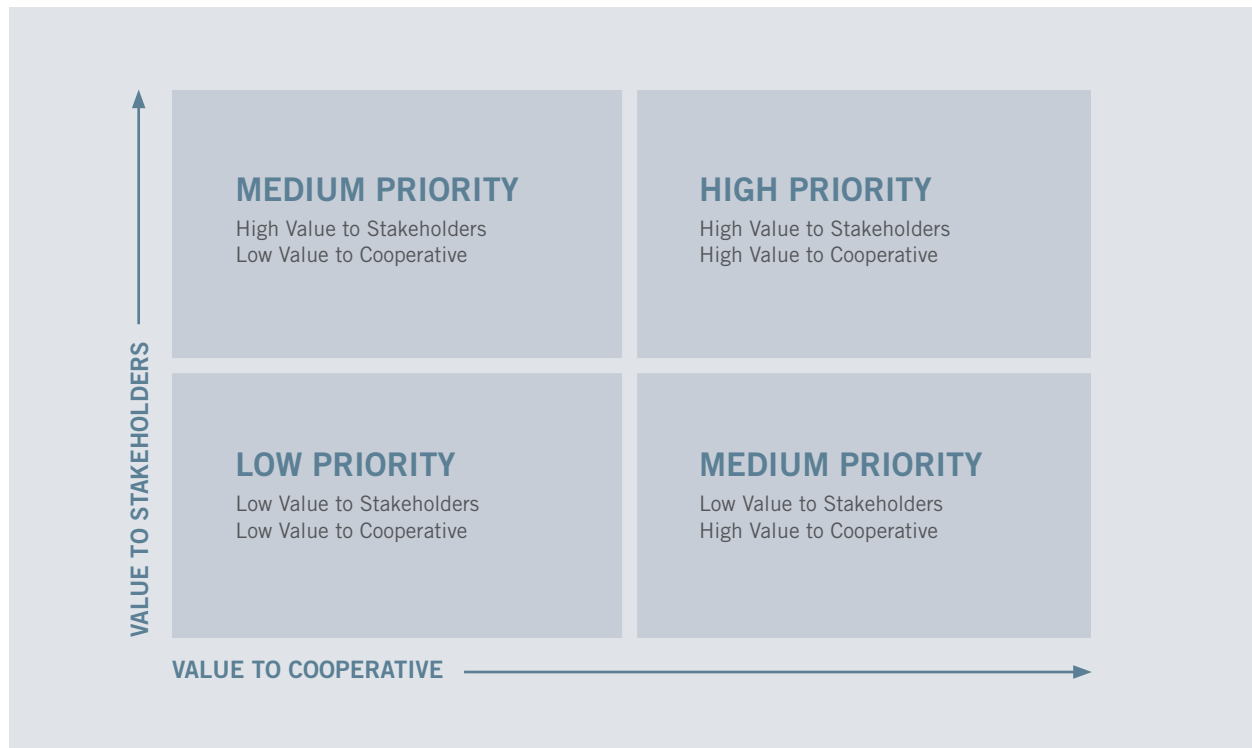 MEDIUM PRIORITY
High Value to Stakeholders
Low Value to Cooperative
HIGH PRIORITY
High Value to Stakeholders
High Value to Cooperative
LOW PRIORITY
Low Value to Stakeholders
Low Value to Cooperative
MEDIUM PRIORITY
Low Value to Stakeholders
High Value to Cooperative
VALUE TO STAKEHOLDERS
VALUE TO COOPERATIVE